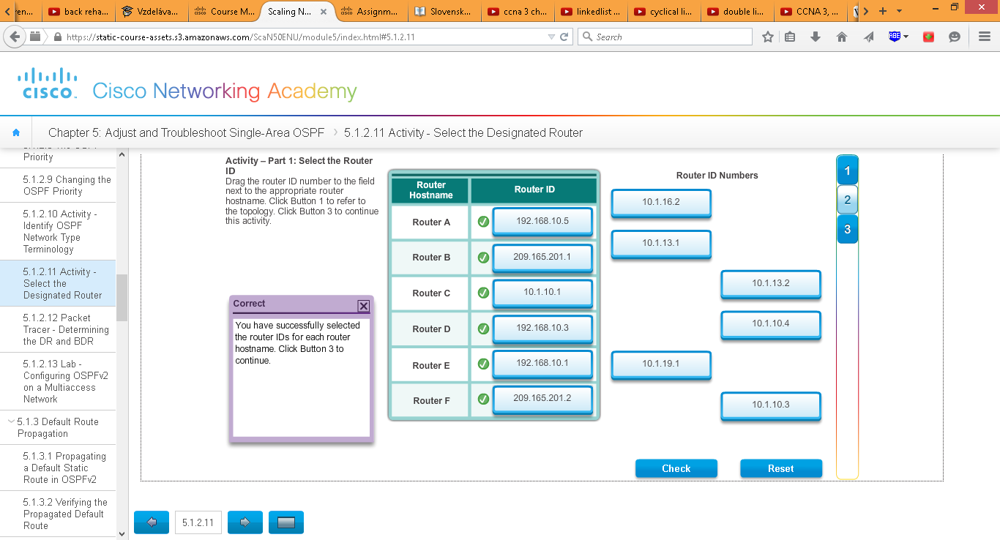 ven...
back reha...
Vzdeláva...
Course M...
Scaling N...
Assignm...
Slovensk...
ccna 3 ch...
linkedlist ...
cyclical li...
double li...
CCNA 3, ...
https://static-course-assets.s3.amazonaws.com/ScaN50ENU/module5/index.html#5.1.2.11
Search
ABE
CISCO.
Cisco Networking Academy
Chapter 5: Adjust and Troubleshoot Single-Area OSPF
5.1.2.11 Activity - Select the Designated Router
Priority
5.1.2.9 Changing the
OSPF Priority
5.1.2.10 Activity -
Identify OSPF
Network Type
Terminology
5.1.2.11 Activity -
Select the
Designated Router
5.1.2.12 Packet
Tracer - Determining
the DR and BDR
5.1.2.13 Lab -
Configuring OSPFv2
on a Multiaccess
Network
5.1.3 Default Route
Propagation
5.1.3.1 Propagating
a Default Static
Route in OSPFv2
5.1.3.2 Verifying the
Propagated Default
Route
Activity – Part 1: Select the Router
ID
Drag the router ID number to the field
next to the appropriate router
hostname. Click Button 1 to refer to
the topology. Click Button 3 to continue
this activity.
Correct
You have successfully selected
the router IDs for each router
hostname. Click Button 3 to
continue.
Router
Hostname
Router ID
Router A
192.168.10.5
Router B
209.165.201.1
Router C
10.1.10.1
Router D
192.168.10.3
Router E
192.168.10.1
Router F
209.165.201.2
Router ID Numbers
10.1.16.2
10.1.13.1
10.1.13.2
10.1.10.4
10.1.19.1
10.1.10.3
1
2
3
Check
Reset
5.1.2.11